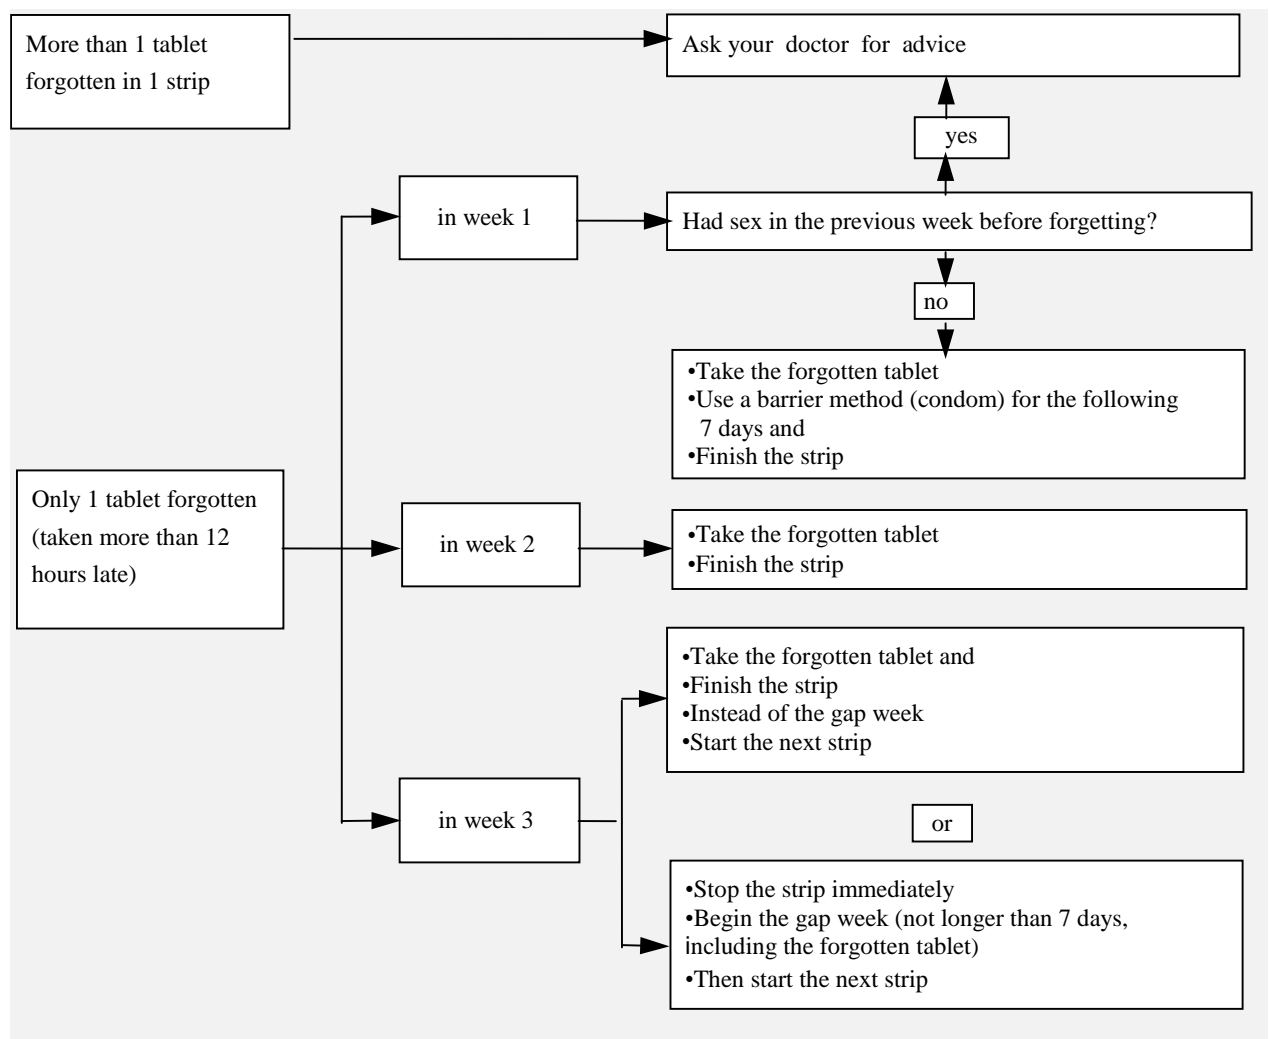 More than 1 tablet
forgotten in 1 strip
Ask your doctor for advice
yes
in week 1
Had sex in the previous week before forgetting?
no
•Take the forgotten tablet
•Use a barrier method (condom) for the following
7 days and
•Finish the strip
Only 1 tablet forgotten
(taken more than 12
hours late)
in week 2
•Take the forgotten tablet
•Finish the strip
•Take the forgotten tablet and
•Finish the strip
•Instead of the gap week
•Start the next strip
in week 3
or
•Stop the strip immediately
•Begin the gap week (not longer than 7 days,
including the forgotten tablet)
•Then start the next strip